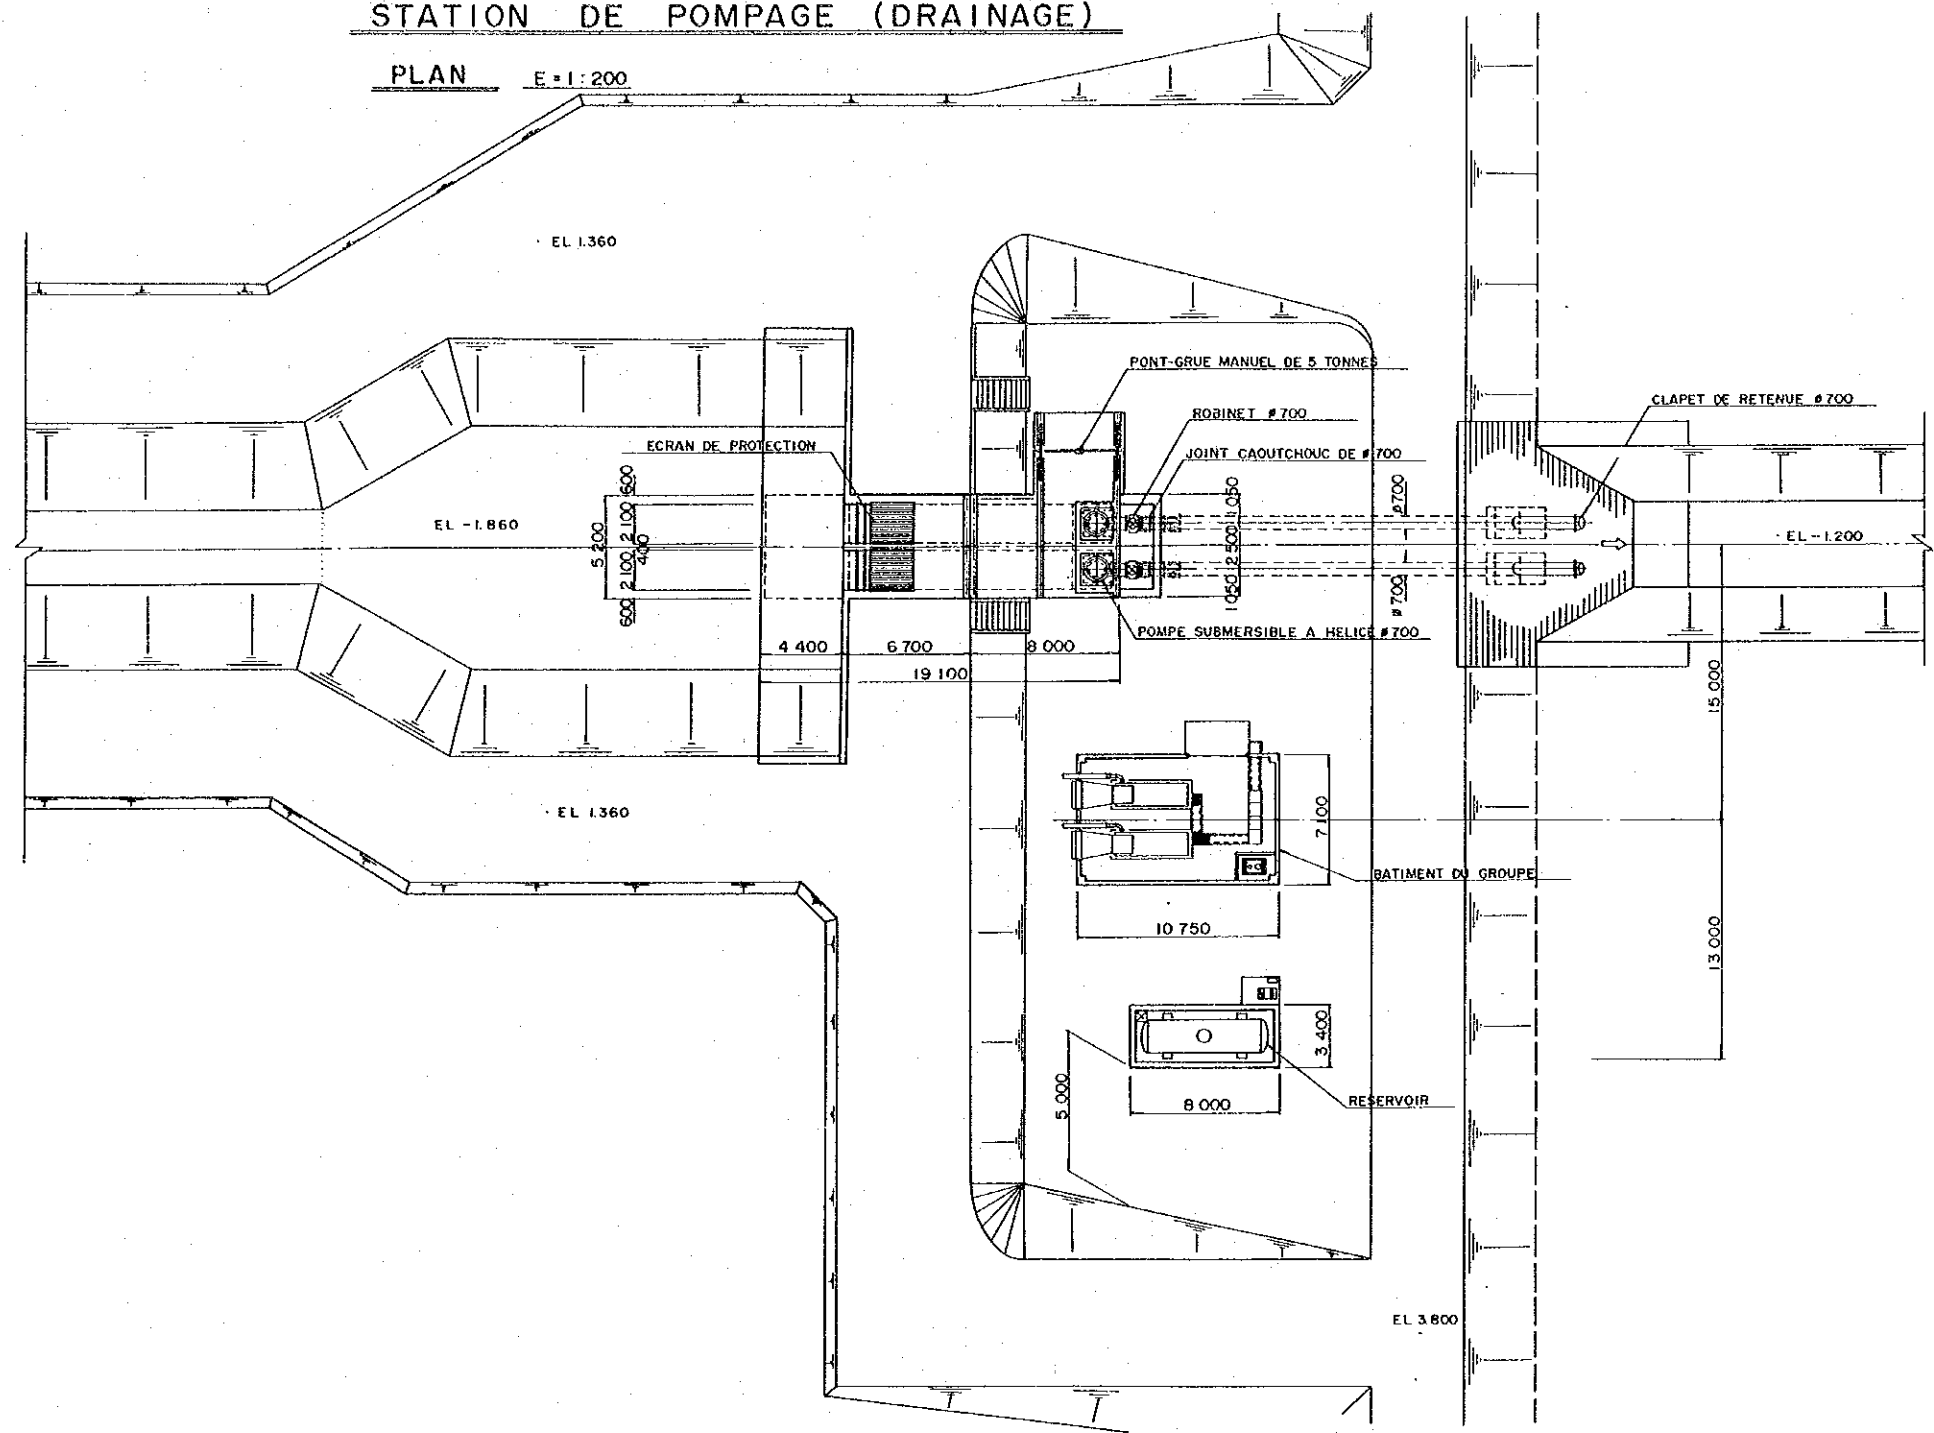 STATION DE POMPAGE (DRAINAGE)
PLAN E=1:200
EL 1.360
PONT-GRUE MANUEL DE 5 TONNES
CLAPET DE RETENUE ø700
ROBINET ø700
ECRAN DE PROTECTION
JOINT CAOUTCHOUC DE ø700
600
2 100
400
2 100
600
5 200
EL -1.860
1 050
2 500
1 050
ø700
ø700
EL -1.200
POMPE SUBMERSIBLE A HELICE ø700
4 400
6 700
8 000
19 100
15 000
EL 1.360
7 100
BATIMENT DU GROUPE
10 750
13 000
3 400
5 000
8 000
RESERVOIR
EL 3.800